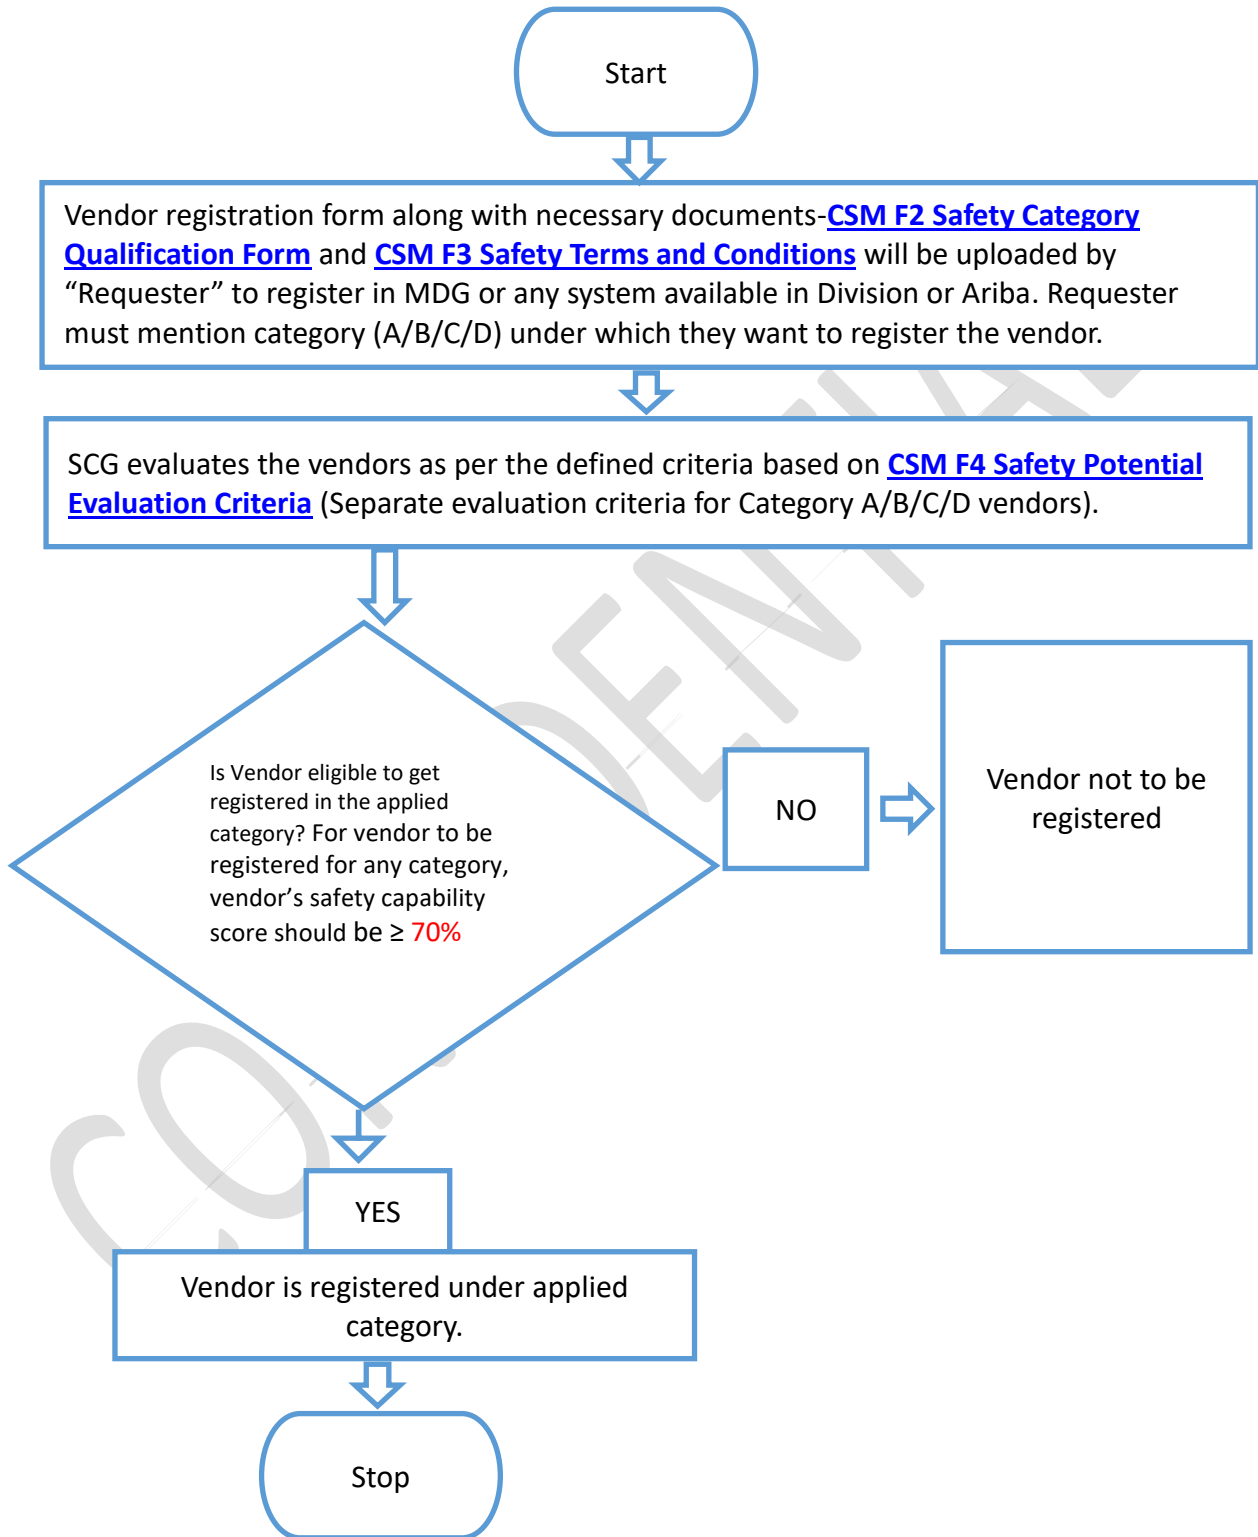 Start
Vendor registration form along with necessary documents-CSM F2 Safety Category
Qualification Form and CSM F3 Safety Terms and Conditions will be uploaded by
“Requester” to register in MDG or any system available in Division or Ariba. Requester
must mention category (A/B/C/D) under which they want to register the vendor.
SCG evaluates the vendors as per the defined criteria based on CSM F4 Safety Potential
Evaluation Criteria (Separate evaluation criteria for Category A/B/C/D vendors).
Is Vendor eligible to get
registered in the applied
category? For vendor to be
registered for any category,
vendor’s safety capability
score should be ≥ 70%
NO
Vendor not to be
registered
YES
Vendor is registered under applied
category.
Stop
CONFIDENTIAL